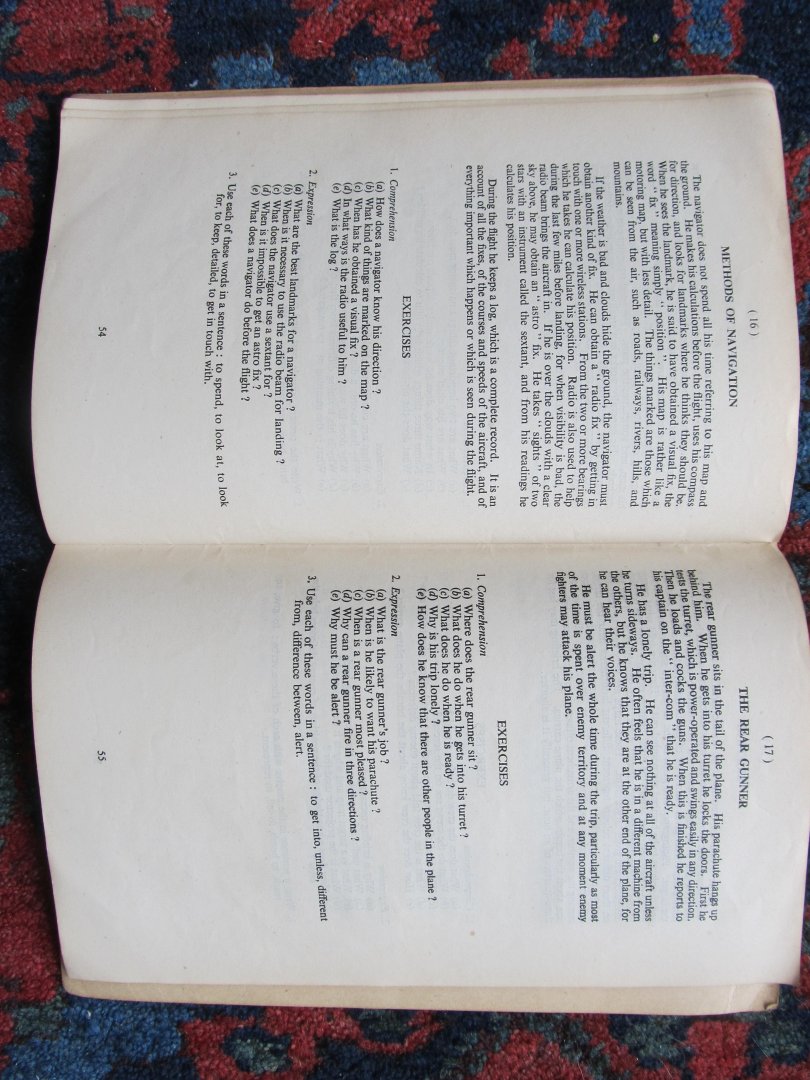 ( 16 )
METHODS OF NAVIGATION
The navigator does not spend all his time referring to his map and
the ground. He makes his calculations before the flight, uses his compass
for direction, and looks for landmarks where he thinks they should be.
When he sees the landmark, he is said to have obtained a visual fix, the
word “ fix ” meaning simply “ position ”. His map is rather like a
motoring map, but with less detail. The things marked are those which
can be seen from the air, such as roads, railways, rivers, hills, and
mountains.
If the weather is bad and clouds hide the ground, the navigator must
obtain another kind of fix. He can obtain a “ radio fix ” by getting in
touch with one or more wireless stations. From the two or more bearings
which he takes he can calculate his position. Radio is also used to help
during the last few miles before landing, for when visibility is bad, the
radio beam brings the aircraft in. If he is over the clouds with a clear
sky above, he may obtain an “ astro ” fix. He takes “ sights ” of two
stars with an instrument called the sextant, and from his readings he
calculates his position.
During the flight he keeps a log, which is a complete record. It is an
account of all the fixes, of the courses and speeds of the aircraft, and of
everything important which happens or which is seen during the flight.
EXERCISES
1. Comprehension
(a) How does a navigator know his direction ?
(b) What kind of things are marked on the map ?
(c) When has he obtained a visual fix ?
(d) In what ways is the radio useful to him ?
(e) What is the log ?
2. Expression
(a) What are the best landmarks for a navigator ?
(b) When is it necessary to use the radio beam for landing ?
(c) What does the navigator use a sextant for ?
(d) When is it impossible to get an astro fix ?
(e) What does a navigator do before the flight ?
3. Use each of these words in a sentence : to spend, to look at, to look
for, to keep, detailed, to get in touch with.
54
( 17 )
THE REAR GUNNER
The rear gunner sits in the tail of the plane. His parachute hangs up
behind him. When he gets into his turret he locks the doors. First he
tests the turret, which is power-operated and swings easily in any direction.
Then he loads and cocks the guns. When this is finished he reports to
his captain on the “ inter-com ” that he is ready.
He has a lonely trip. He can see nothing at all of the aircraft unless
he turns sideways. He often feels that he is in a different machine from
the others, but he knows that they are at the other end of the plane, for
he can hear their voices.
He must be alert the whole time during the trip, particularly as most
of the time is spent over enemy territory and at any moment enemy
fighters may attack his plane.
EXERCISES
1. Comprehension
(a) Where does the rear gunner sit ?
(b) What does he do when he gets into his turret ?
(c) What does he do when he is ready ?
(d) Why is his trip lonely ?
(e) How does he know that there are other people in the plane ?
2. Expression
(a) What is the rear gunner's job ?
(b) When is he likely to want his parachute ?
(c) When is a rear gunner most pleased ?
(d) Why can a rear gunner fire in three directions ?
(e) Why must he be alert ?
3. Use each of these words in a sentence : to get into, unless, different
from, difference between, alert.
55